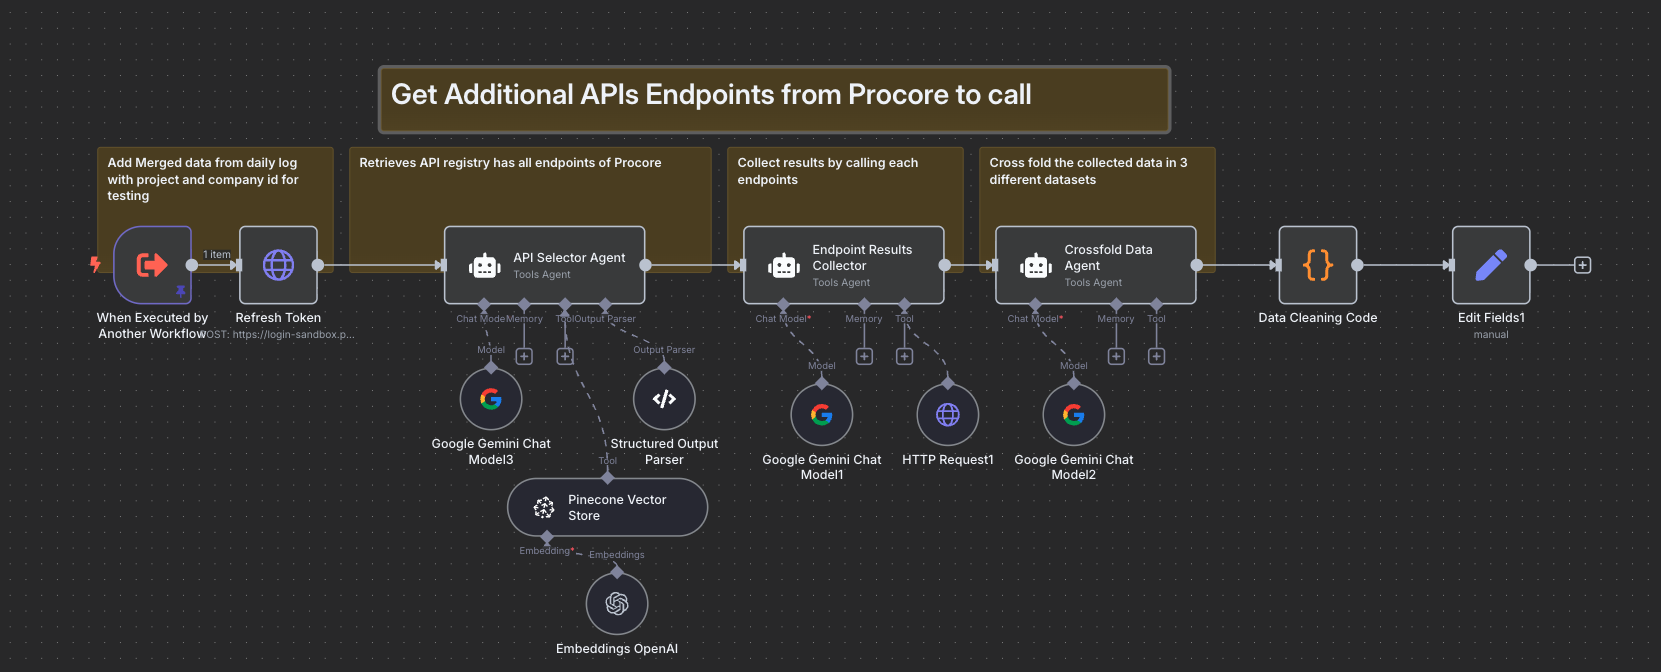 Get Additional APIs Endpoints from Procore to call
Add Merged data from daily log
with project and company id for
testing
Retrieves API registry has all endpoints of Procore
Collect results by calling each
endpoints
Cross fold the collected data in 3
different datasets
1 item
When Executed by
Another Workflow
Refresh Token
POST: https://login-sandbox.p...
API Selector Agent
Tools Agent
Chat Model
Memory
Tool
Output Parser
Endpoint Results
Collector
Tools Agent
Chat Model*
Memory
Tool
Crossfold Data
Agent
Tools Agent
Chat Model*
Memory
Tool
Data Cleaning Code
Edit Fields1
manual
Model
Google Gemini Chat
Model3
Output Parser
Structured Output
Parser
Model
Google Gemini Chat
Model1
HTTP Request1
Model
Google Gemini Chat
Model2
Tool
Pinecone Vector
Store
Embedding*
Embeddings
Embeddings OpenAI